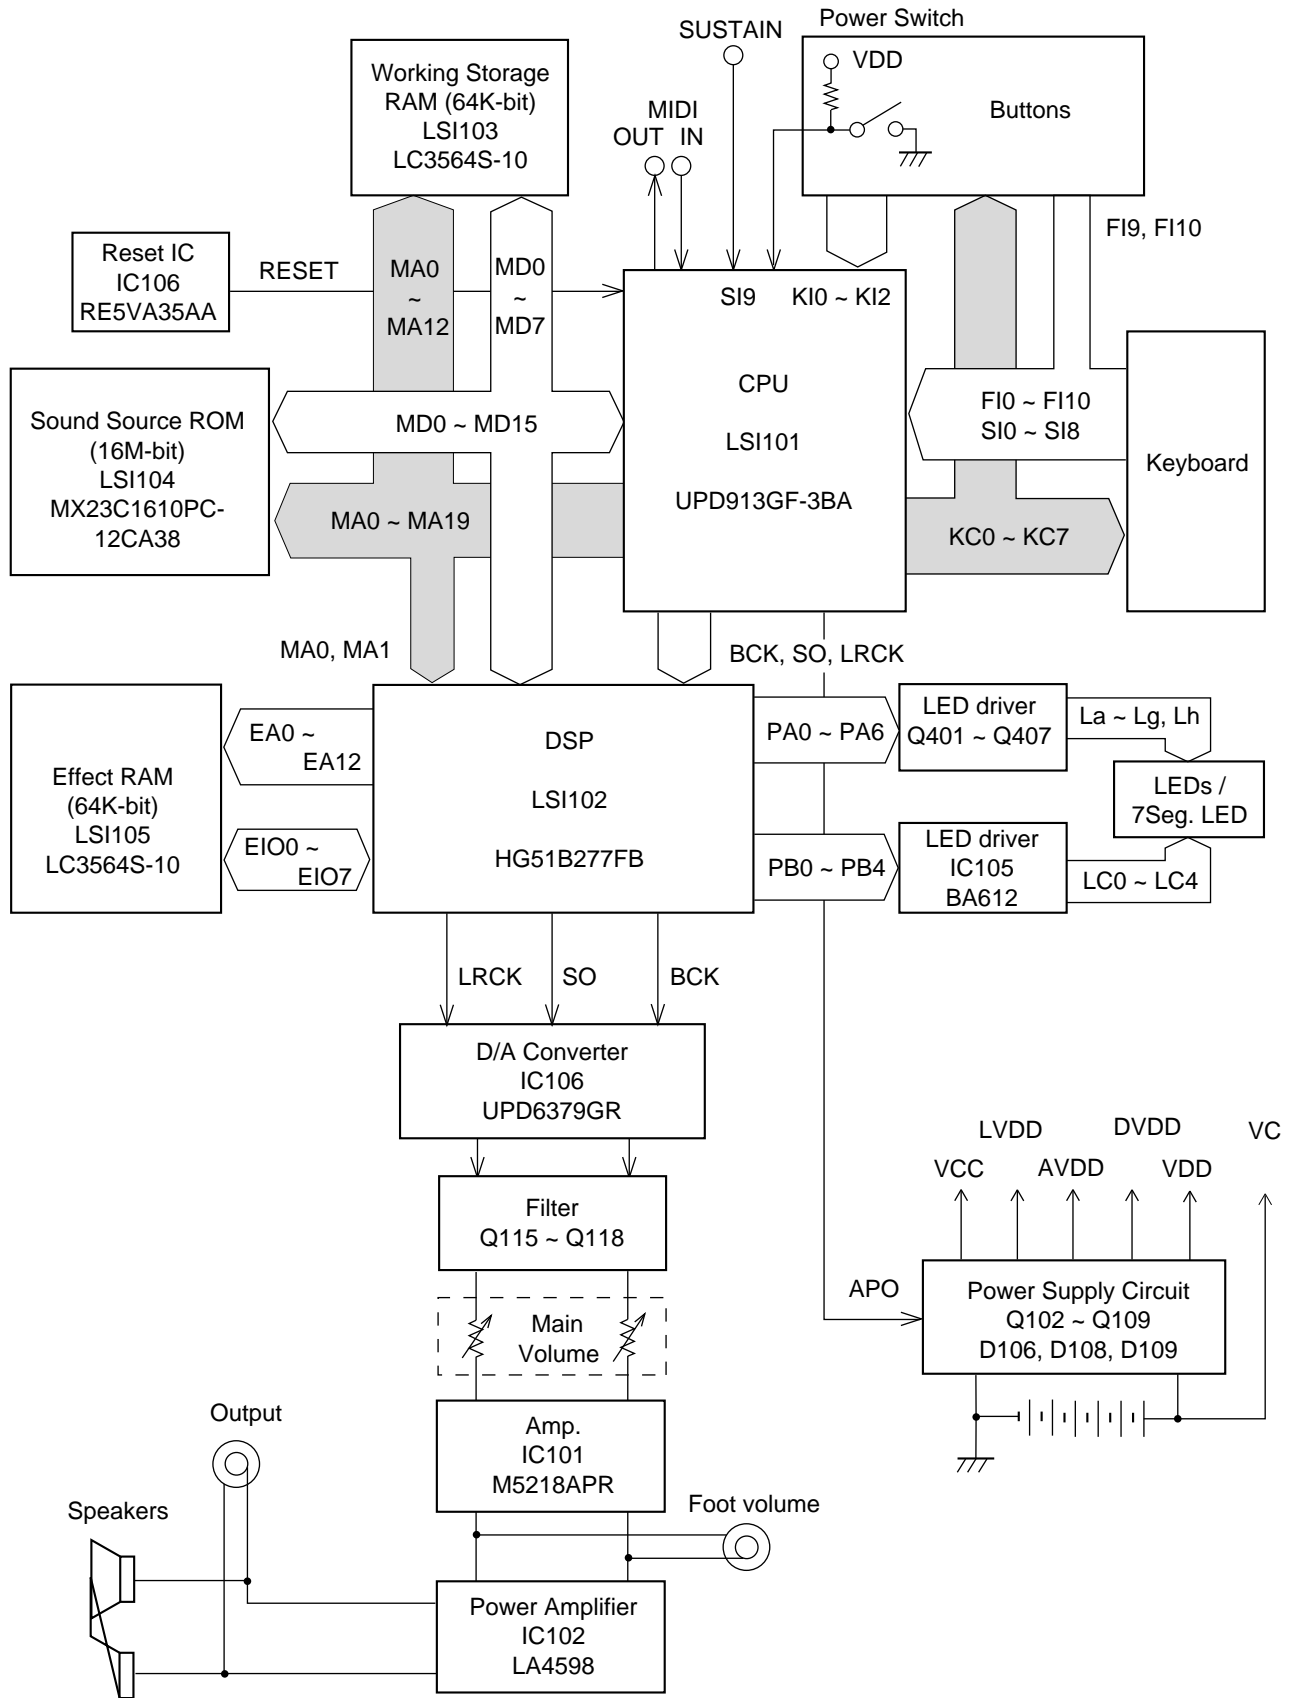 Power Switch
SUSTAIN
VDD
Buttons
Working Storage
RAM (64K-bit)
LSI103
LC3564S-10
MIDI
OUT IN
FI9, FI10
Reset IC
IC106
RE5VA35AA
RESET
MA0
~
MA12
MD0
~
MD7
SI9
KI0 ~ KI2
CPU
LSI101
UPD913GF-3BA
Sound Source ROM
(16M-bit)
LSI104
MX23C1610PC-
12CA38
MD0 ~ MD15
MA0 ~ MA19
FI0 ~ FI10
SI0 ~ SI8
Keyboard
KC0 ~ KC7
MA0, MA1
BCK, SO, LRCK
Effect RAM
(64K-bit)
LSI105
LC3564S-10
EA0 ~
EA12
EIO0 ~
EIO7
DSP
LSI102
HG51B277FB
PA0 ~ PA6
LED driver
Q401 ~ Q407
La ~ Lg, Lh
LEDs /
7Seg. LED
PB0 ~ PB4
LED driver
IC105
BA612
LC0 ~ LC4
LRCK
SO
BCK
D/A Converter
IC106
UPD6379GR
Filter
Q115 ~ Q118
Main
Volume
LVDD
DVDD
VC
VCC
AVDD
VDD
APO
Power Supply Circuit
Q102 ~ Q109
D106, D108, D109
Output
Amp.
IC101
M5218APR
Foot volume
Speakers
Power Amplifier
IC102
LA4598